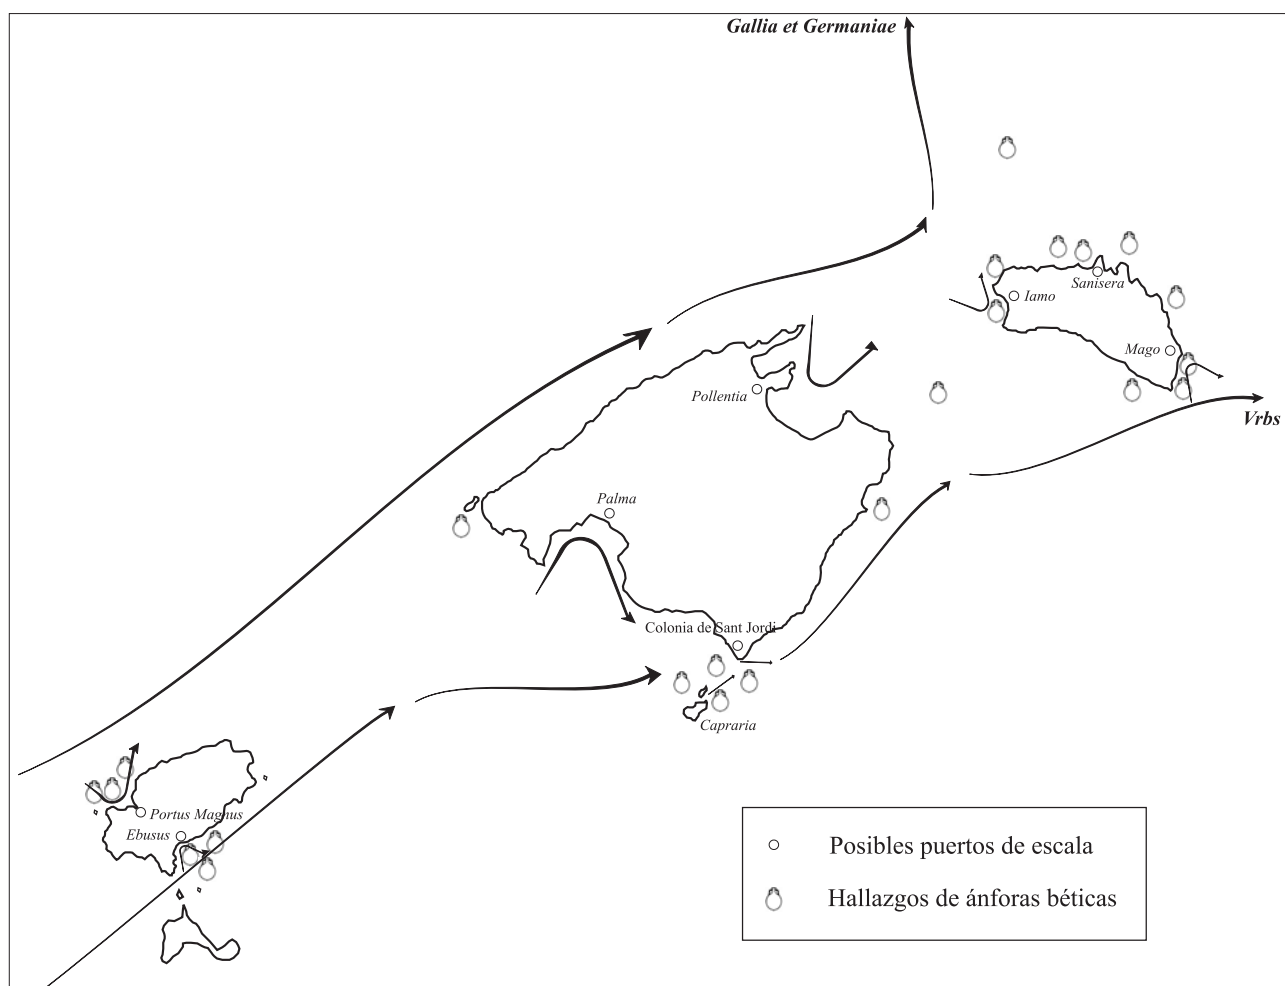 Gallia et Germaniae
Sanisera
Iamo
Mago
Pollentia
Vrbs
Palma
Colonia de Sant Jordi
Capraria
Portus Magnus
Ebusus
Posibles puertos de escala
Hallazgos de ánforas béticas